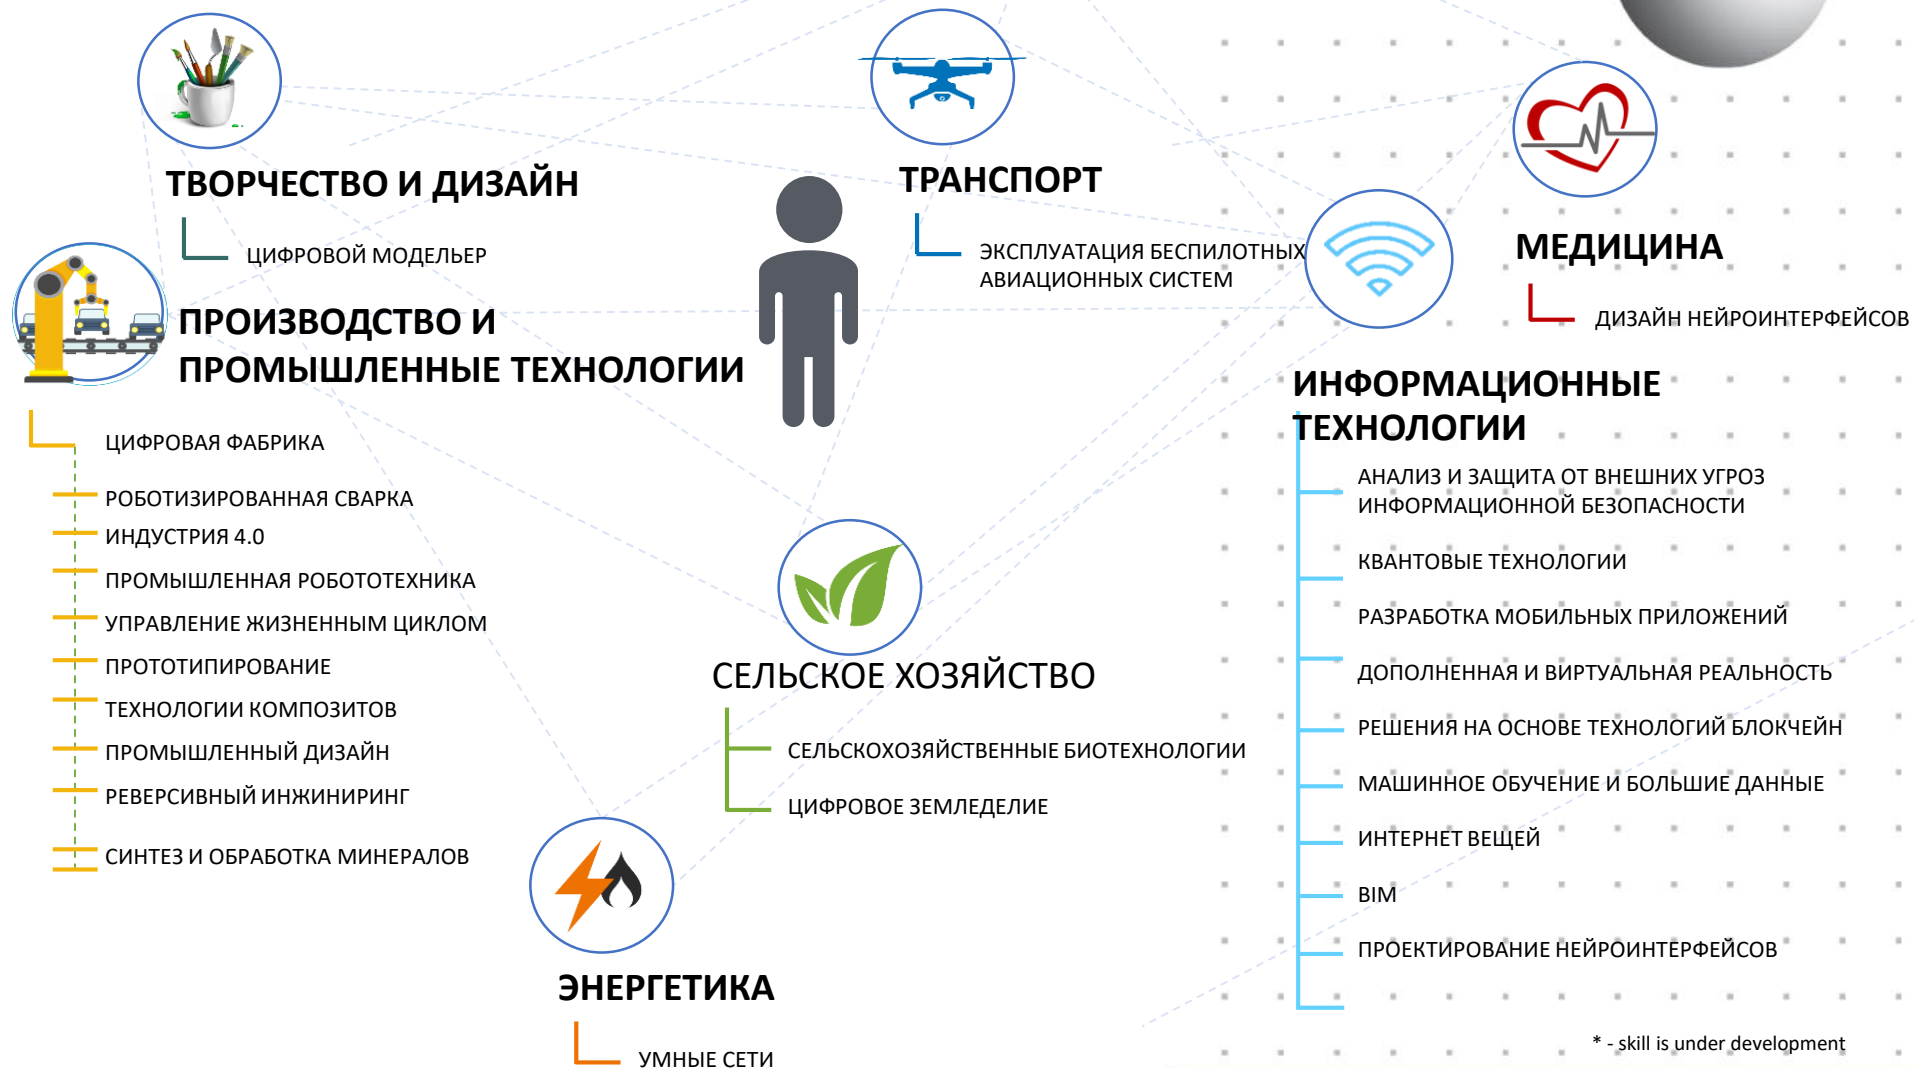 ТВОРЧЕСТВО И ДИЗАЙН
ЦИФРОВОЙ МОДЕЛЬЕР
ПРОИЗВОДСТВО И
ПРОМЫШЛЕННЫЕ ТЕХНОЛОГИИ
ЦИФРОВАЯ ФАБРИКА
РОБОТИЗИРОВАННАЯ СВАРКА
ИНДУСТРИЯ 4.0
ПРОМЫШЛЕННАЯ РОБОТОТЕХНИКА
УПРАВЛЕНИЕ ЖИЗНЕННЫМ ЦИКЛОМ
ПРОТОТИПИРОВАНИЕ
ТЕХНОЛОГИИ КОМПОЗИТОВ
ПРОМЫШЛЕННЫЙ ДИЗАЙН
РЕВЕРСИВНЫЙ ИНЖИНИРИНГ
СИНТЕЗ И ОБРАБОТКА МИНЕРАЛОВ
ТРАНСПОРТ
ЭКСПЛУАТАЦИЯ БЕСПИЛОТНЫХ
АВИАЦИОННЫХ СИСТЕМ
СЕЛЬСКОЕ ХОЗЯЙСТВО
СЕЛЬСКОХОЗЯЙСТВЕННЫЕ БИОТЕХНОЛОГИИ
ЦИФРОВОЕ ЗЕМЛЕДЕЛИЕ
ЭНЕРГЕТИКА
УМНЫЕ СЕТИ
МЕДИЦИНА
ДИЗАЙН НЕЙРОИНТЕРФЕЙСОВ
ИНФОРМАЦИОННЫЕ
ТЕХНОЛОГИИ
АНАЛИЗ И ЗАЩИТА ОТ ВНЕШНИХ УГРОЗ
ИНФОРМАЦИОННОЙ БЕЗОПАСНОСТИ
КВАНТОВЫЕ ТЕХНОЛОГИИ
РАЗРАБОТКА МОБИЛЬНЫХ ПРИЛОЖЕНИЙ
ДОПОЛНЕННАЯ И ВИРТУАЛЬНАЯ РЕАЛЬНОСТЬ
РЕШЕНИЯ НА ОСНОВЕ ТЕХНОЛОГИЙ БЛОКЧЕЙН
МАШИННОЕ ОБУЧЕНИЕ И БОЛЬШИЕ ДАННЫЕ
ИНТЕРНЕТ ВЕЩЕЙ
BIM
ПРОЕКТИРОВАНИЕ НЕЙРОИНТЕРФЕЙСОВ
* - skill is under development